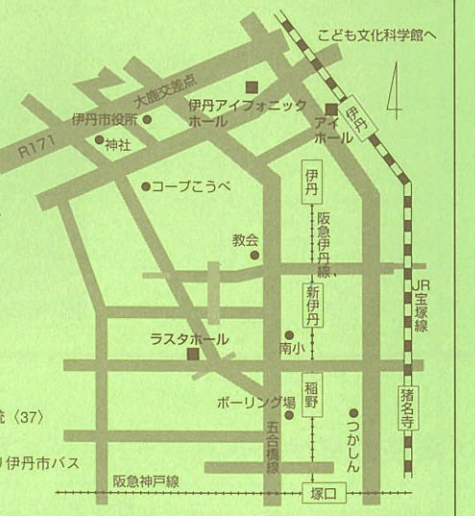 こども文化科学館へ
大鹿交差点
伊丹アイフォニック
ホール
伊丹市役所
神社
R171
アイ
ホール
伊丹
コープこうべ
伊丹
阪急伊丹線
教会
新伊丹
JR
宝塚線
ラスタホール
南小
稲野
ボーリング場
猪名寺
五合橋線
つかしん
〈37〉
り伊丹市バス
阪急神戸線
塚口